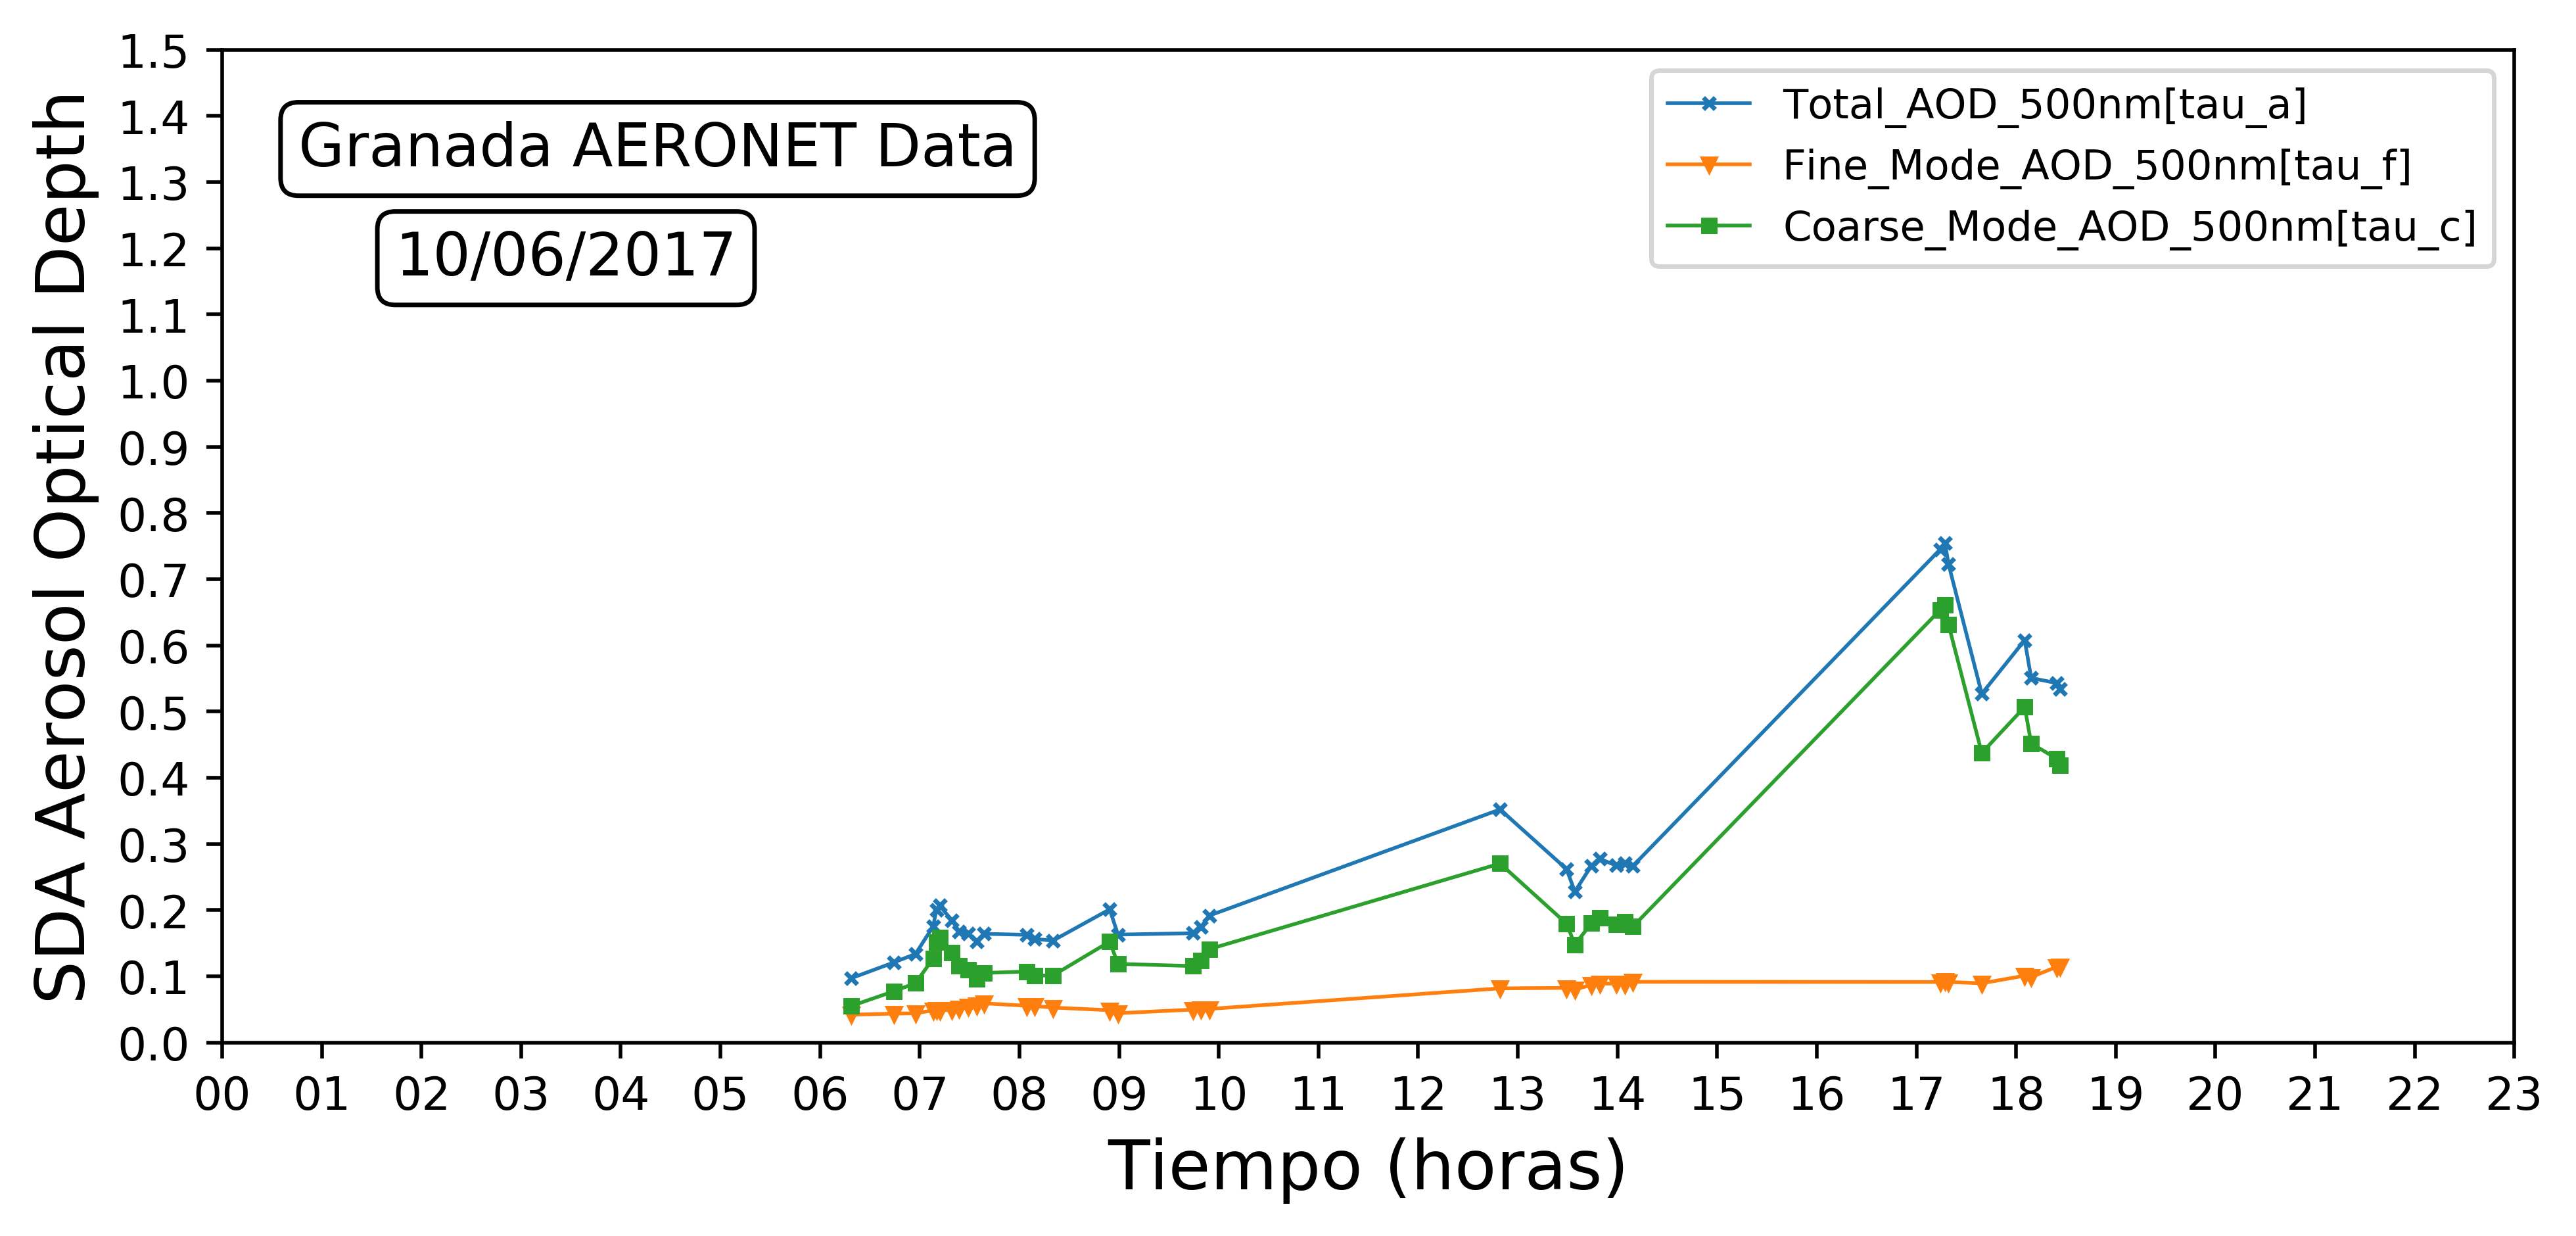 SDA Aerosol Optical Depth
1.5
1.4
1.3
1.2
1.1
1.0
0.9
0.8
0.7
0.6
0.5
0.4
0.3
0.2
0.1
0.0
Granada AERONET Data
10/06/2017
Total_AOD_500nm[tau_a]
Fine_Mode_AOD_500nm[tau_f]
Coarse_Mode_AOD_500nm[tau_c]
00 01 02 03 04 05 06 07 08 09 10 11 12 13 14 15 16 17 18 19 20 21 22 23
Tiempo (horas)